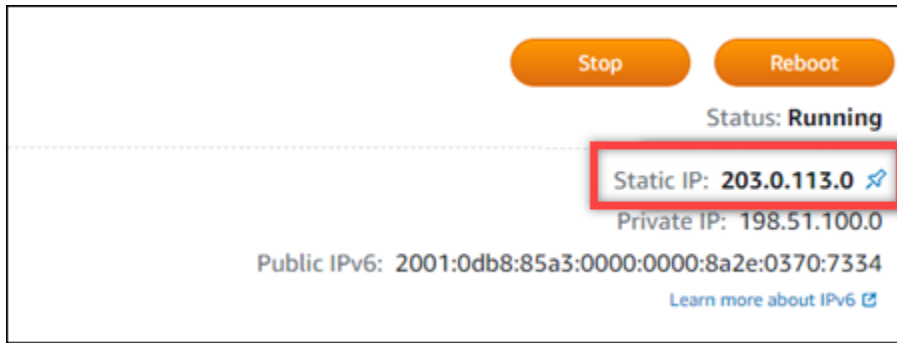 Stop Reboot
Status: Running
Static IP: 203.0.113.0
Private IP: 198.51.100.0
Public IPv6: 2001:0db8:85a3:0000:0000:8a2e:0370:7334
Learn more about IPv6